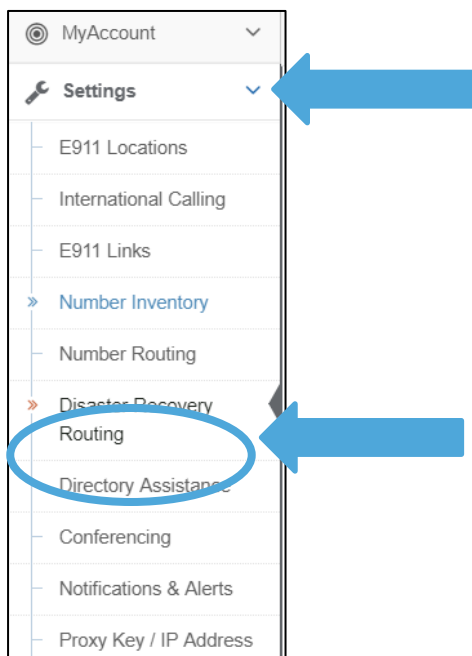 MyAccount
Settings
E911 Locations
International Calling
E911 Links
Number Inventory
Number Routing
Disaster Recovery
Routing
Directory Assistance
Conferencing
Notifications & Alerts
Proxy Key / IP Address